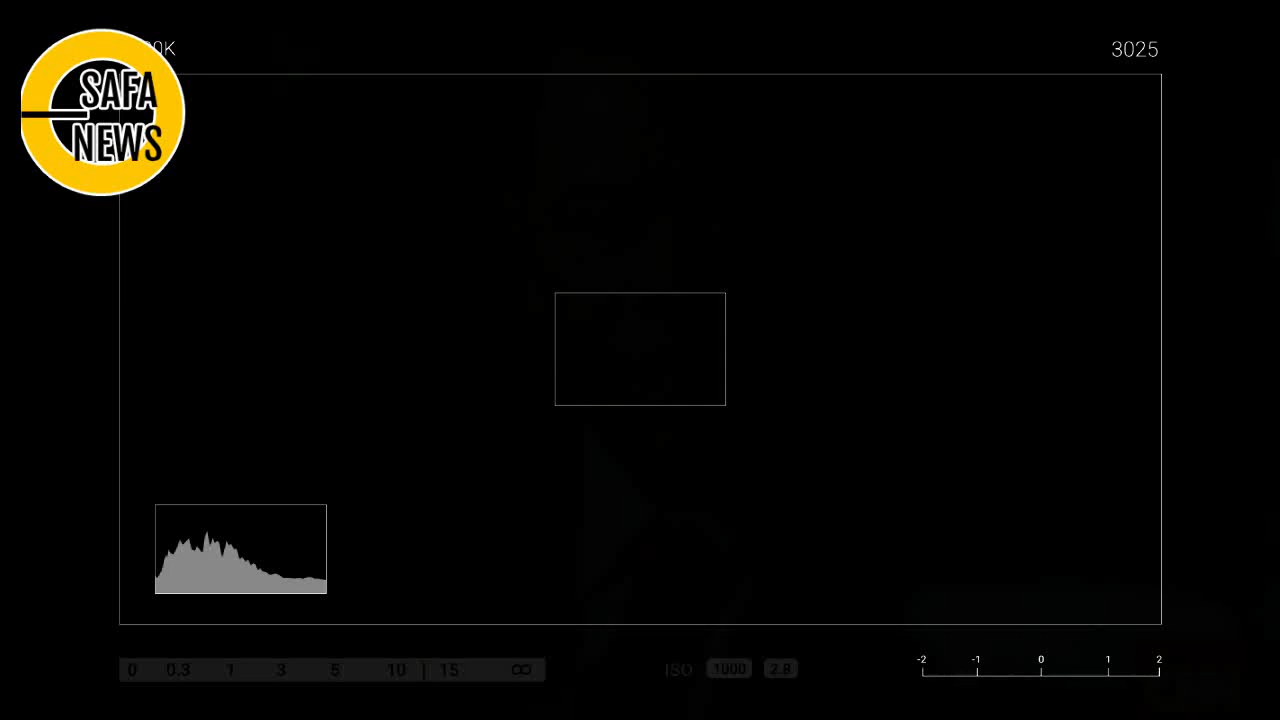 3025
SAFA
NEWS
0 0.3 1 3 5 10 | 15 ∞
ISO 1000 2.8
-2 -1 0 1 2